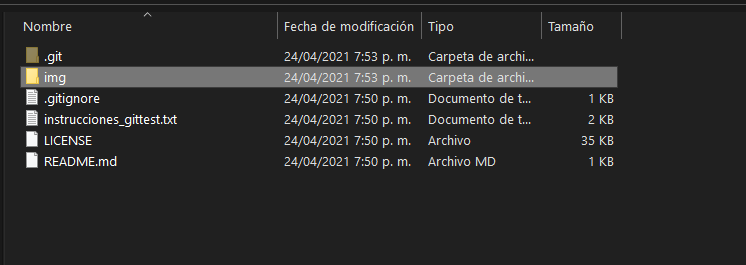 Nombre Fecha de modificación Tipo Tamaño
.git 24/04/2021 7:53 p. m. Carpeta de archi...
img 24/04/2021 7:53 p. m. Carpeta de archi...
.gitignore 24/04/2021 7:50 p. m. Documento de t... 1 KB
instrucciones_gittest.txt 24/04/2021 7:50 p. m. Documento de t... 2 KB
LICENSE 24/04/2021 7:50 p. m. Archivo 35 KB
README.md 24/04/2021 7:50 p. m. Archivo MD 1 KB